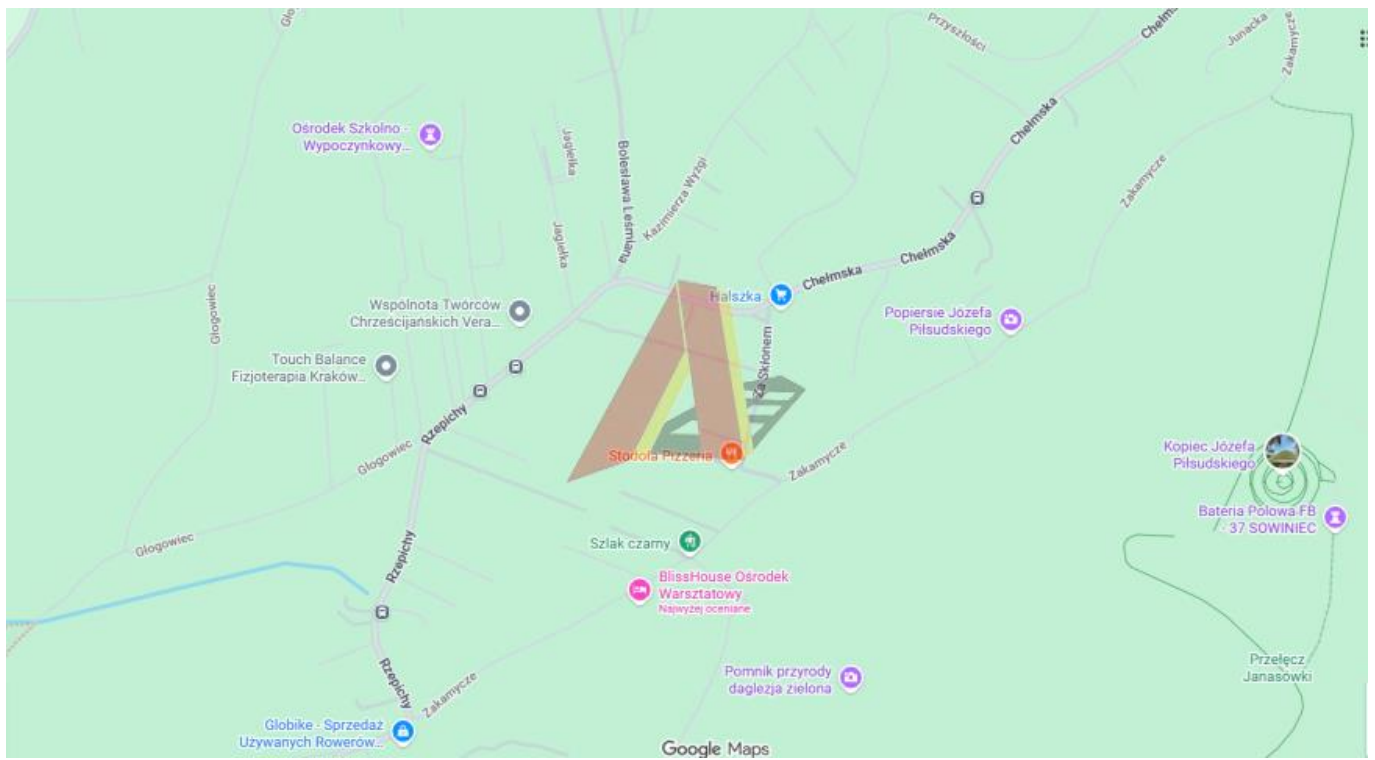 Gło
Przyszłości
Chełm
Junacka
Zakamycze
Ośrodek Szkolno -
Wypoczynkowy...
Jagiełka
Bolesława Leśmiana
Kazimierza Wyżgi
Chełmska
Zakamycze
Jagiełka
Chełmska
Chełmska
Głogowiec
Wspólnota Twórców
Chrześcijańskich Vera...
Halszka
Popiersie Józefa
Piłsudskiego
Touch Balance
Fizjoterapia Kraków...
Za Skłonem
Rzepichy
Głogowiec
Stodoła Pizzeria
Zakamycze
Kopiec Józefa
Piłsudskiego
Bateria Polowa FB
- 37 SOWINIEC
Głogowiec
Rzepichy
Szlak czarny
BlissHouse Ośrodek
Warsztatowy
Najwyżej oceniane
Rzepichy
Zakamycze
Pomnik przyrody
daglezja zielona
Przełęcz
Janasówki
Globike - Sprzedaż
Używanych Rowerów...
Google Maps